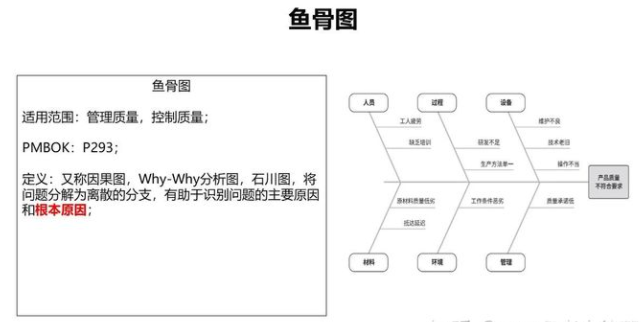 鱼骨图
鱼骨图
适用范围：管理质量，控制质量；
PMBOK：P293；
定义：又称因果图，Why-Why分析图，石川图，将
问题分解为离散的分支，有助于识别问题的主要原因
和根本原因；
人员
过程
设备
工人疲劳
缺乏培训
研发不足
生产方法单一
维护不良
技术老旧
操作不当
产品质量
不符合要求
原材料质量低劣
抵达延迟
工作条件恶劣
质量承诺低
材料
环境
管理